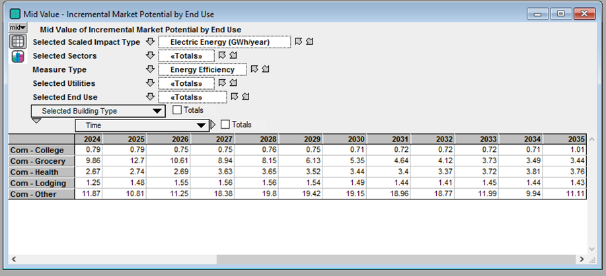 Mid Value - Incremental Market Potential by End Use
mid Mid Value of Incremental Market Potential by End Use
Selected Scaled Impact Type Electric Energy (GWh/year)
Selected Sectors «Totals»
Measure Type Energy Efficiency
Selected Utilities «Totals»
Selected End Use «Totals»
Selected Building Type Totals
Time Totals
2024 2025 2026 2027 2028 2029 2030 2031 2032 2033 2034 2035
Com - College 0.79 0.79 0.75 0.75 0.76 0.75 0.71 0.72 0.72 0.72 0.71 1.01
Com - Grocery 9.86 12.7 10.61 8.94 8.15 6.13 5.35 4.64 4.12 3.73 3.49 3.44
Com - Health 2.67 2.74 2.69 3.63 3.65 3.52 3.44 3.4 3.37 3.72 3.81 3.76
Com - Lodging 1.25 1.48 1.55 1.56 1.56 1.54 1.49 1.44 1.41 1.45 1.44 1.43
Com - Other 11.87 10.81 11.25 18.38 19.8 19.42 19.15 18.96 18.77 11.99 9.94 11.11